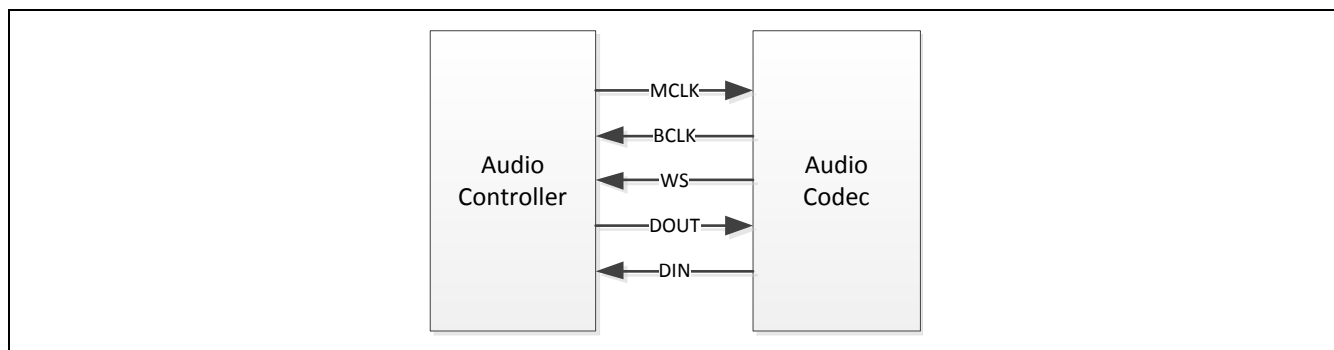 Audio
Controller
MCLK
BCLK
WS
DOUT
DIN
Audio
Codec